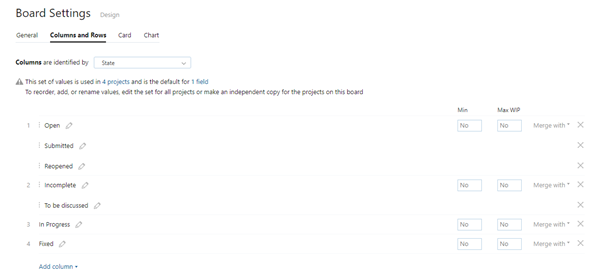 Board Settings Design
General Columns and Rows Card Chart
Columns are identified by State
This set of values is used in 4 projects and is the default for 1 field
To reorder, add, or rename values, edit the set for all projects or make an independent copy for the projects on this board
Min Max WIP
1 Open No No Merge with
Submitted
Reopened
2 Incomplete No No Merge with
To be discussed
3 In Progress No No Merge with
4 Fixed No No Merge with
Add column